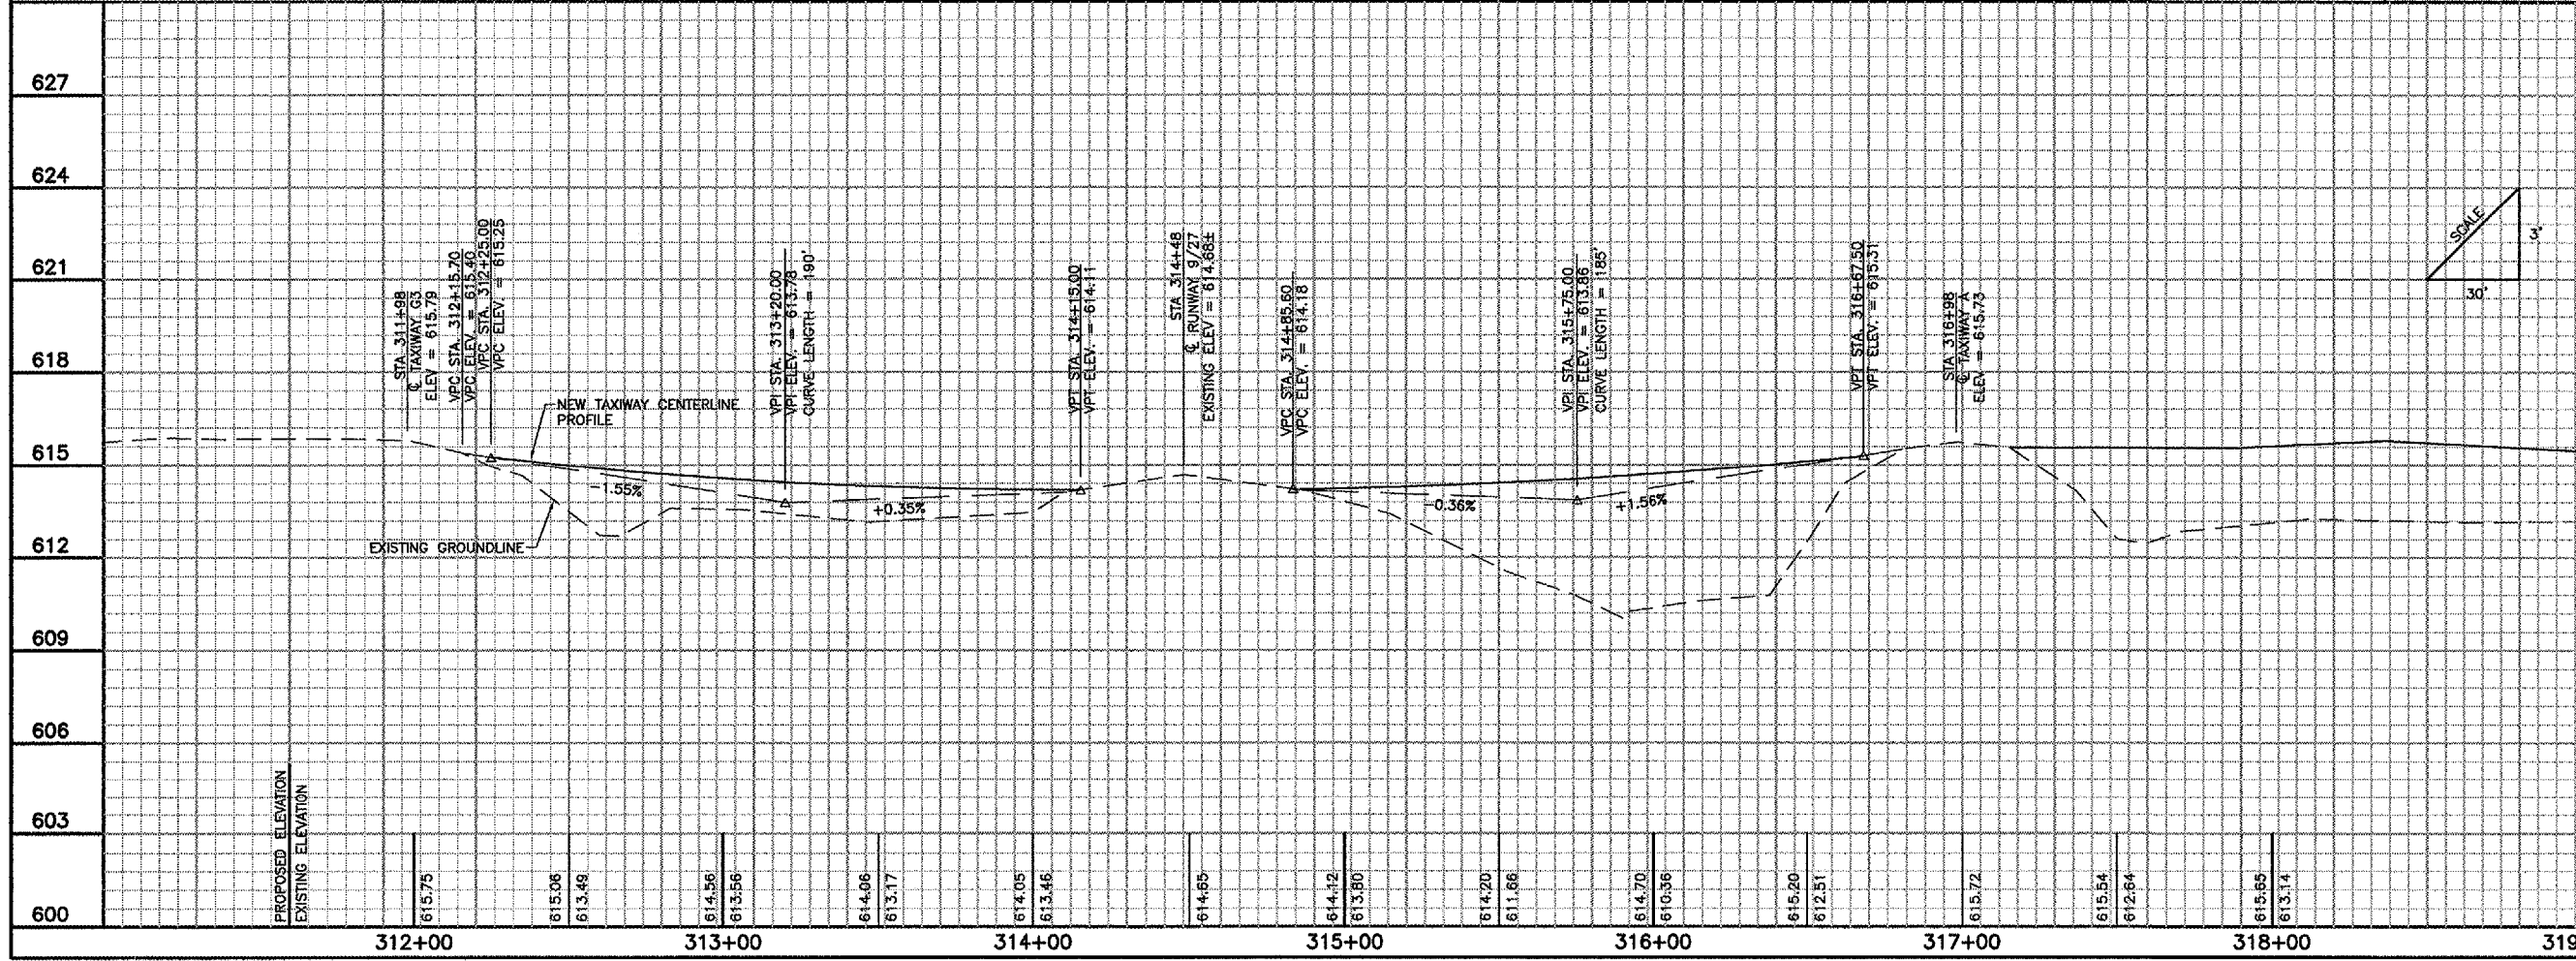 627
624
621
618
615
612
609
606
603
600
STA 311+98
℄ TAXIWAY G3
ELEV = 615.79
VPC STA. 312+15.70
VPC ELEV. = 615.40
VPC STA. 312+25.00
VPC ELEV. = 615.25
VPI STA. 313+20.00
VPI ELEV. = 613.78
CURVE LENGTH = 190'
VPT STA. 314+15.00
VPT ELEV. = 614.11
STA 314+48
℄ RUNWAY 9/27
EXISTING ELEV = 614.68±
VPC STA. 314+85.60
VPC ELEV. = 614.18
VPI STA. 315+75.00
VPI ELEV. = 613.86
CURVE LENGTH = 185'
VPT STA. 316+67.50
VPT ELEV. = 615.31
STA 316+98
℄ TAXIWAY A
ELEV = 615.73
SCALE
3'
30'
NEW TAXIWAY CENTERLINE
PROFILE
-1.55%
+0.35%
-0.36%
+1.56%
EXISTING GROUNDLINE
PROPOSED ELEVATION
EXISTING ELEVATION
615.75
615.06
613.49
614.56
613.56
614.06
613.17
614.05
613.46
614.65
614.12
613.80
614.20
611.66
614.70
610.36
615.20
612.51
615.72
615.54
612.64
615.65
613.14
312+00
313+00
314+00
315+00
316+00
317+00
318+00
319